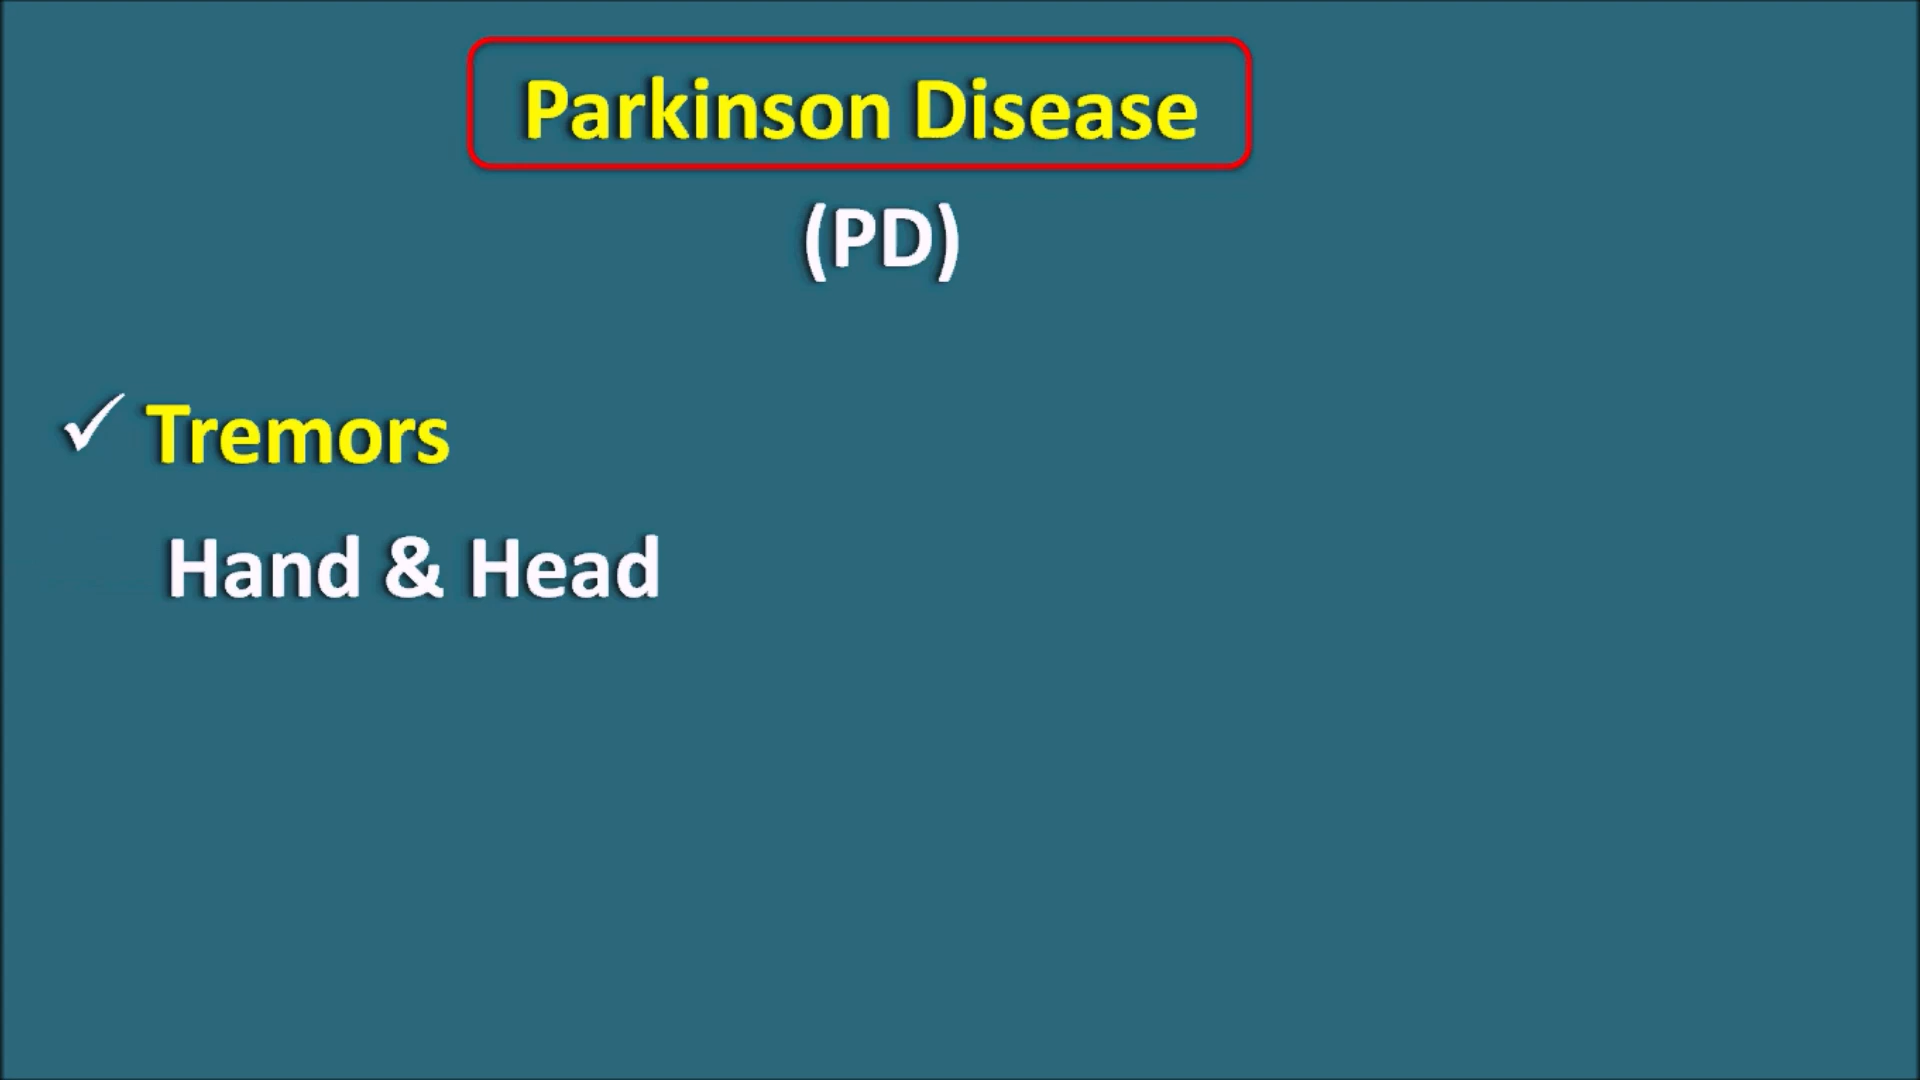 Parkinson Disease
(PD)
✓ Tremors
Hand & Head